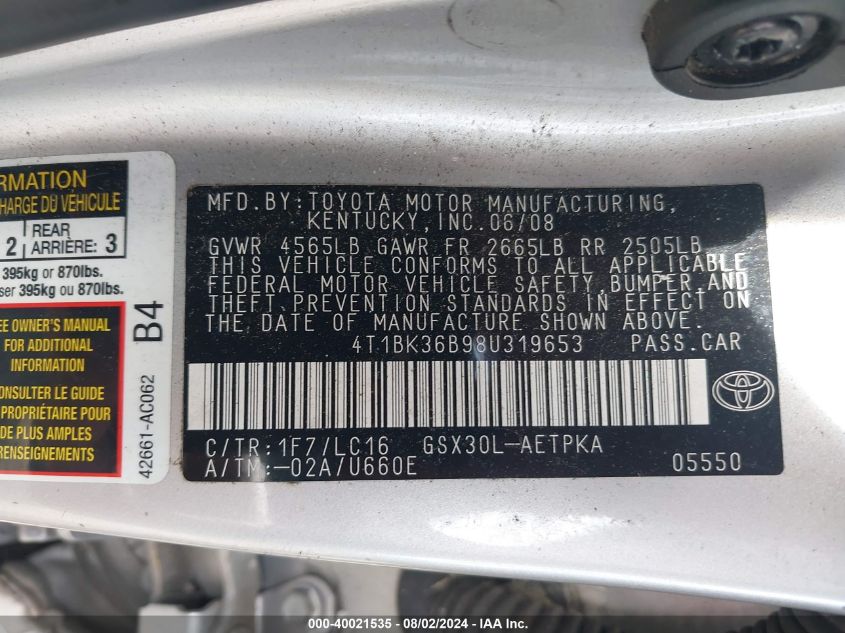 RMATION
CHARGE DU VÉHICULE
2 REAR ARRIÈRE: 3
395kg or 870lbs.
ser 395kg ou 870lbs.
EE OWNER'S MANUAL
FOR ADDITIONAL
INFORMATION
ONSULTER LE GUIDE
PROPRIÉTAIRE POUR
DE PLUS AMPLES
RENSEIGNEMENTS
B4
42661-AC062
MFD.BY:TOYOTA MOTOR MANUFACTURING,
KENTUCKY, INC. 06/08
GVWR 4565LB GAWR FR 2665LB RR 2505LB
THIS VEHICLE CONFORMS TO ALL APPLICABLE
FEDERAL MOTOR VEHICLE SAFETY, BUMPER, AND
THEFT PREVENTION STANDARDS IN EFFECT ON
THE DATE OF MANUFACTURE SHOWN ABOVE.
4T1BK36B98U319653 PASS.CAR
C/TR:1F7/LC16 GSX30L-AETPKA
A/TM:-02A/U660E 05550
000-40021535 - 08/02/2024 - IAA Inc.